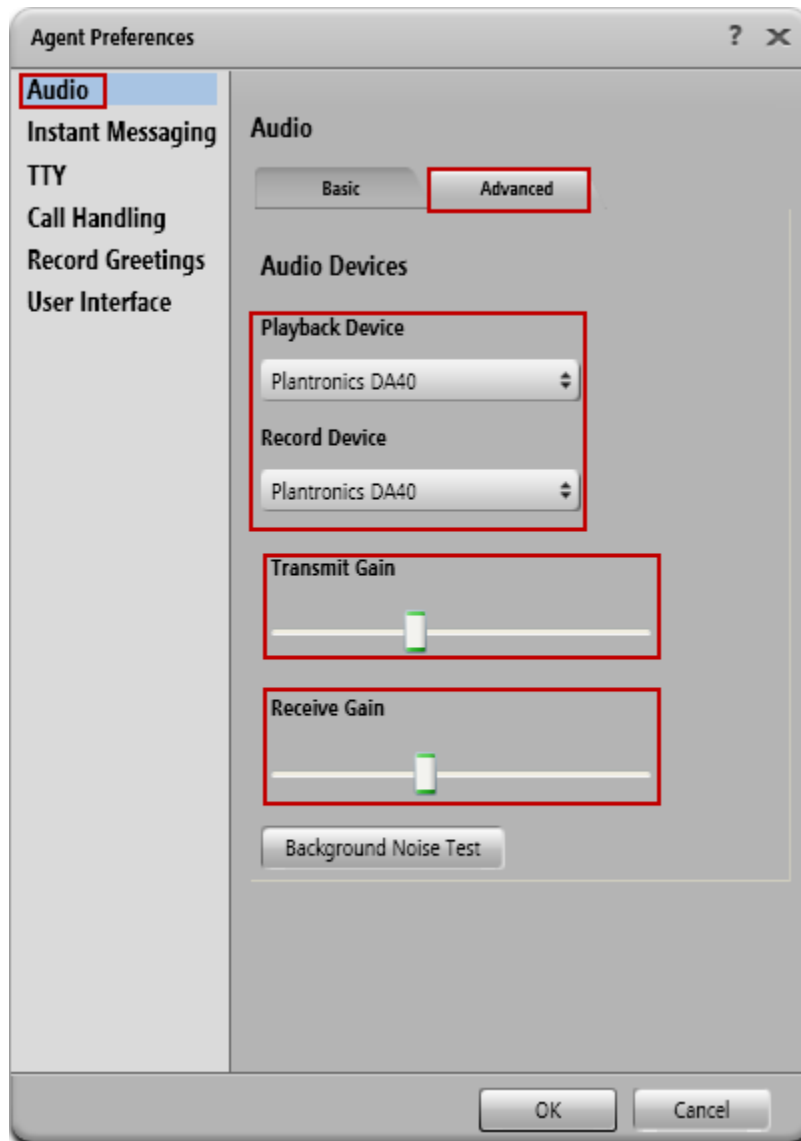 Agent Preferences
?
Audio
Instant Messaging
TTY
Call Handling
Record Greetings
User Interface
Audio
Basic
Advanced
Audio Devices
Playback Device
Plantronics DA40
Record Device
Plantronics DA40
Transmit Gain
Receive Gain
Background Noise Test
OK
Cancel